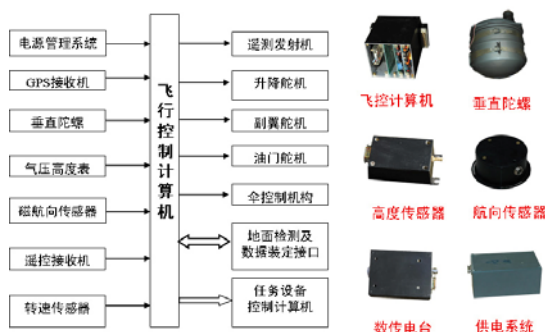 电源管理系统
GPS接收机
垂直陀螺
气压高度表
磁航向传感器
遥控接收机
转速传感器
飞行控制计算机
遥测发射机
升降舵机
副翼舵机
油门舵机
伞控制机构
地面检测及
数据装定接口
任务设备
控制计算机
飞控计算机
垂直陀螺
高度传感器
航向传感器
数传电台
供电系统